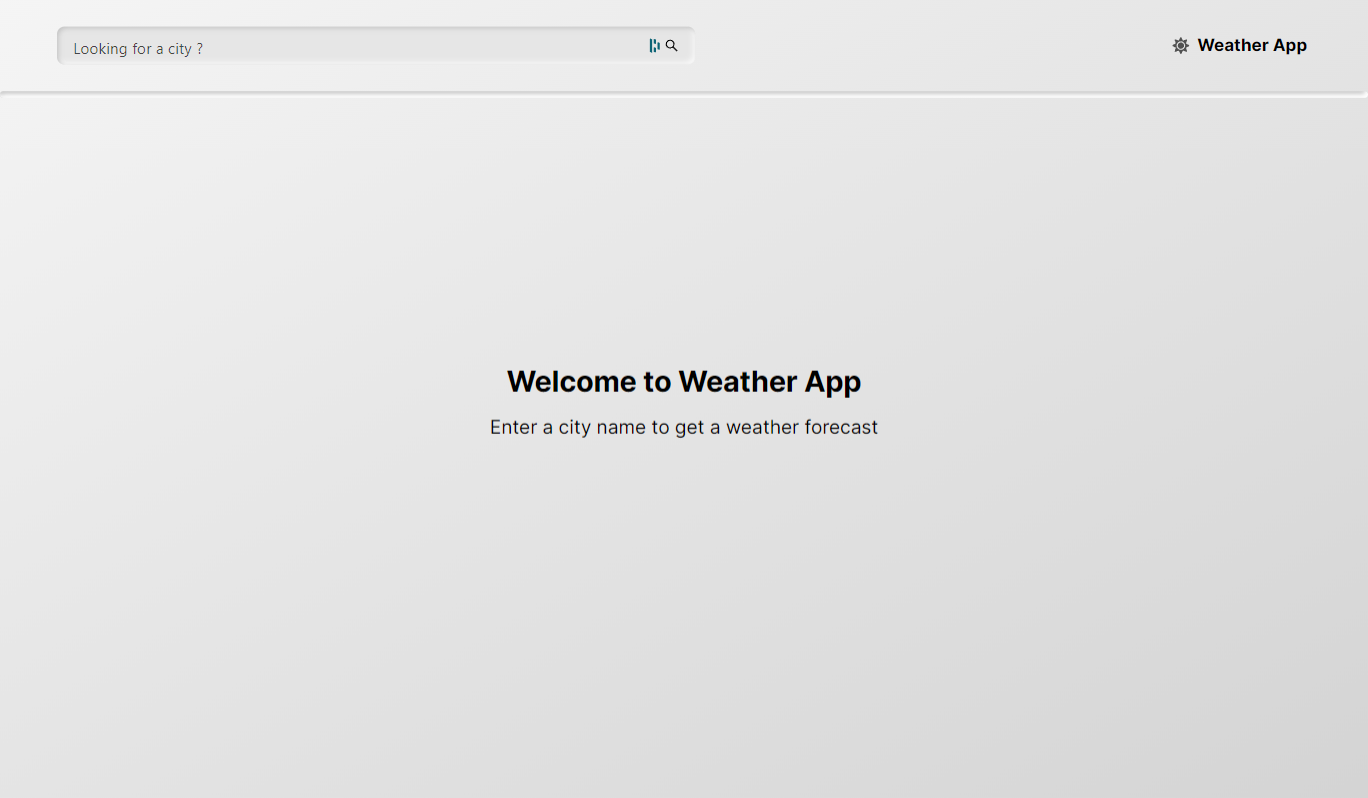 Looking for a city ?
Weather App
Welcome to Weather App
Enter a city name to get a weather forecast